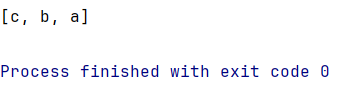 [c, b, a]
Process finished with exit code 0